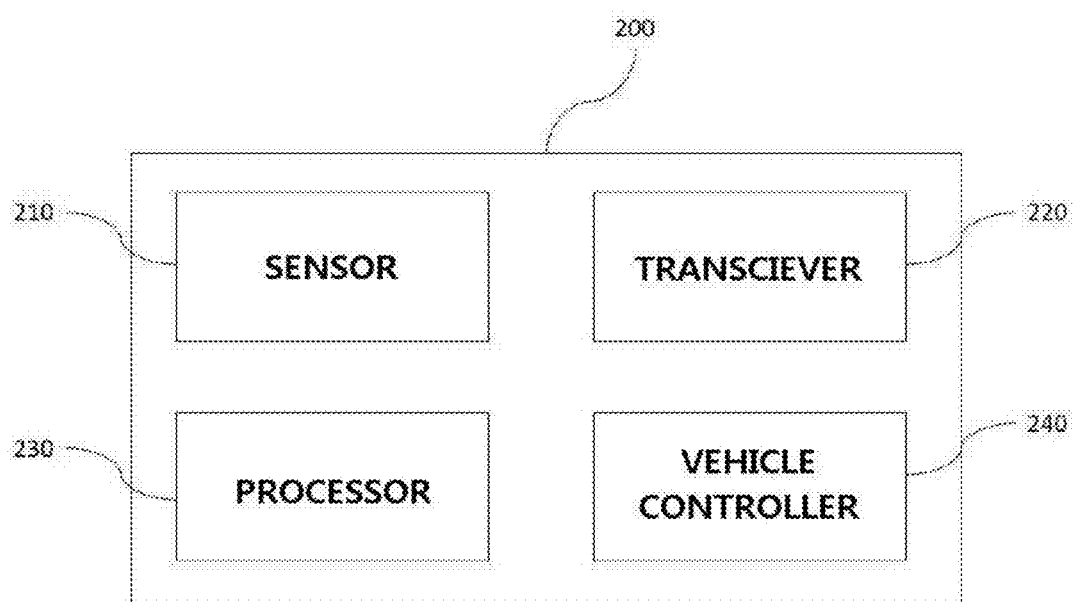 200
210
SENSOR
TRANSCIEVER
220
230
PROCESSOR
VEHICLE
CONTROLLER
240